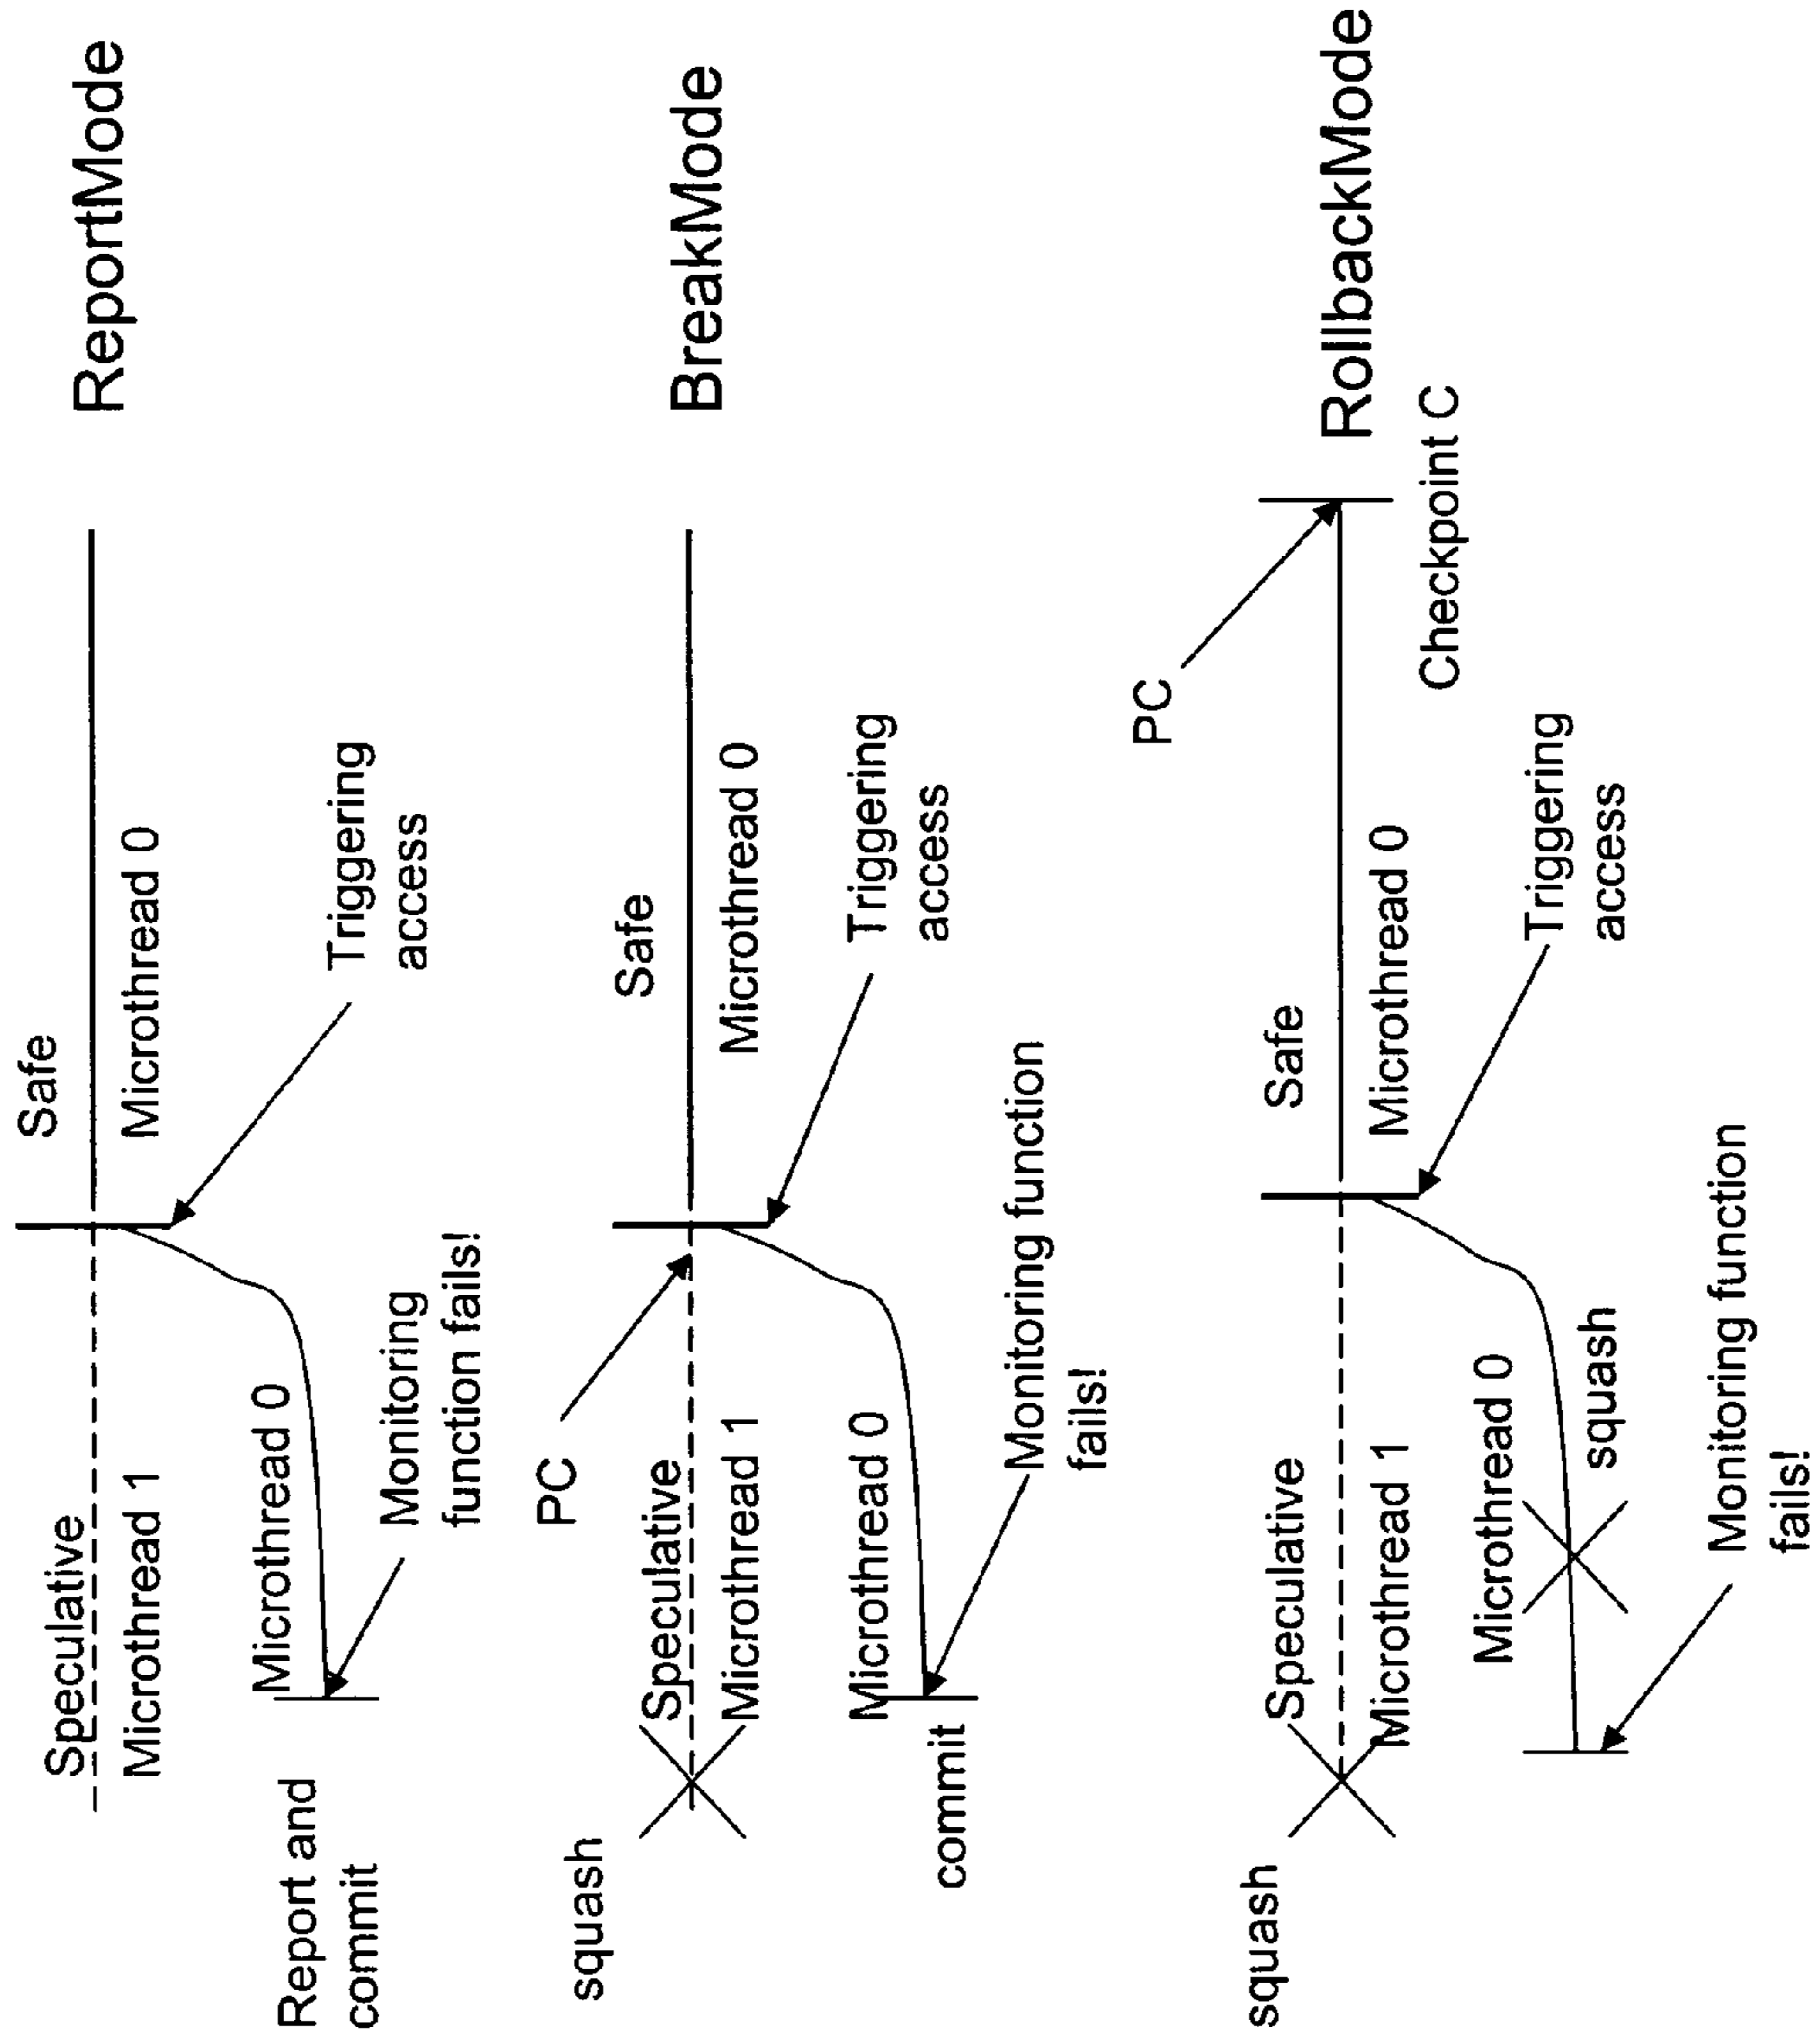 Safe
Speculative
ReportMode
Microthread 1
Microthread 0
Microthread 0
Report and
commit
Triggering
access
Monitoring
function fails!
PC
squash
Safe
Speculative
BreakMode
Microthread 1
Microthread 0
Microthread 0
Triggering
access
commit
Monitoring function
fails!
PC
squash
Safe
Speculative
RollbackMode
Microthread 1
Microthread 0
Checkpoint C
Microthread 0
squash
Triggering
access
Monitoring function
fails!